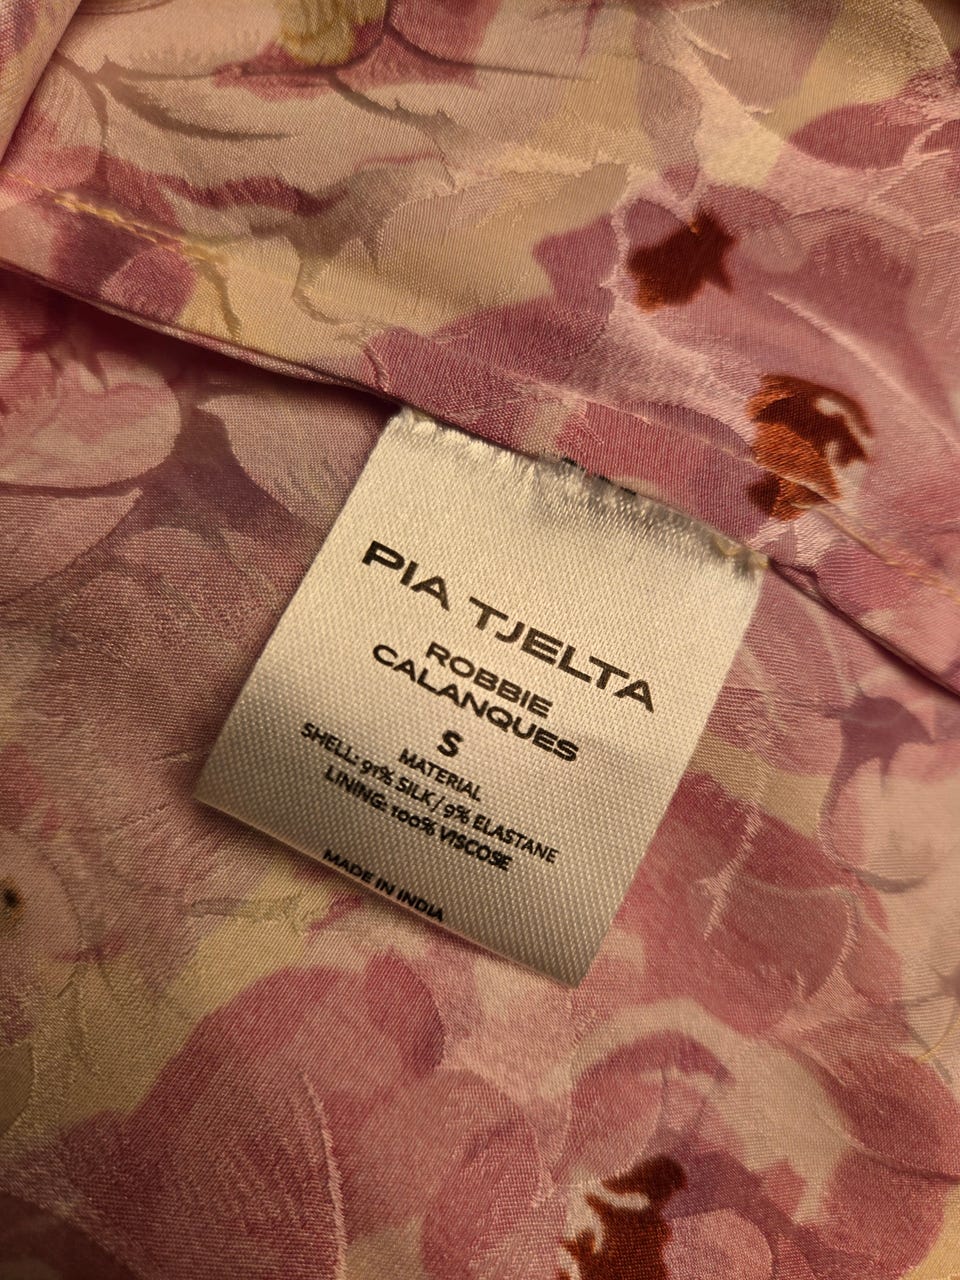 PIA TJELTA
ROBBIE
CALANQUES
S
MATERIAL
SHELL: 91% SILK / 9% ELASTANE
LINING: 100% VISCOSE
MADE IN INDIA